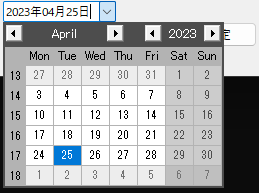 2023年04月25日
April 2023
Mon Tue Wed Thu Fri Sat Sun
13 27 28 29 30 31 1 2
14 3 4 5 6 7 8 9
15 10 11 12 13 14 15 16
16 17 18 19 20 21 22 23
17 24 25 26 27 28 29 30
18 1 2 3 4 5 6 7